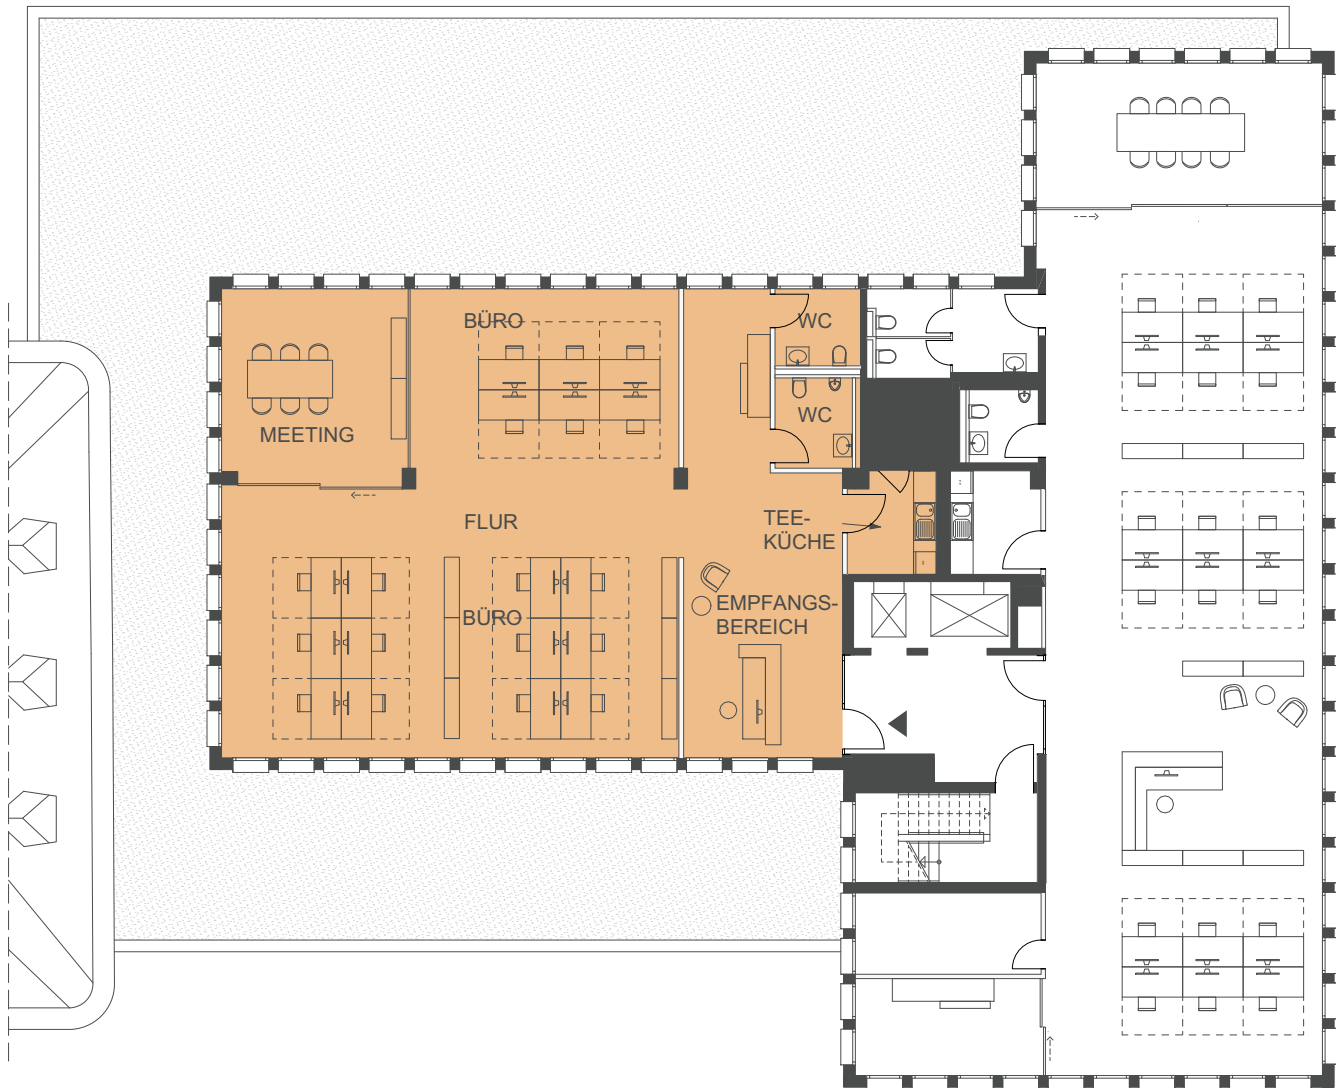 BÜRO
WC
WC
MEETING
FLUR
TEE-
KÜCHE
BÜRO
EMPFANGS-
BEREICH